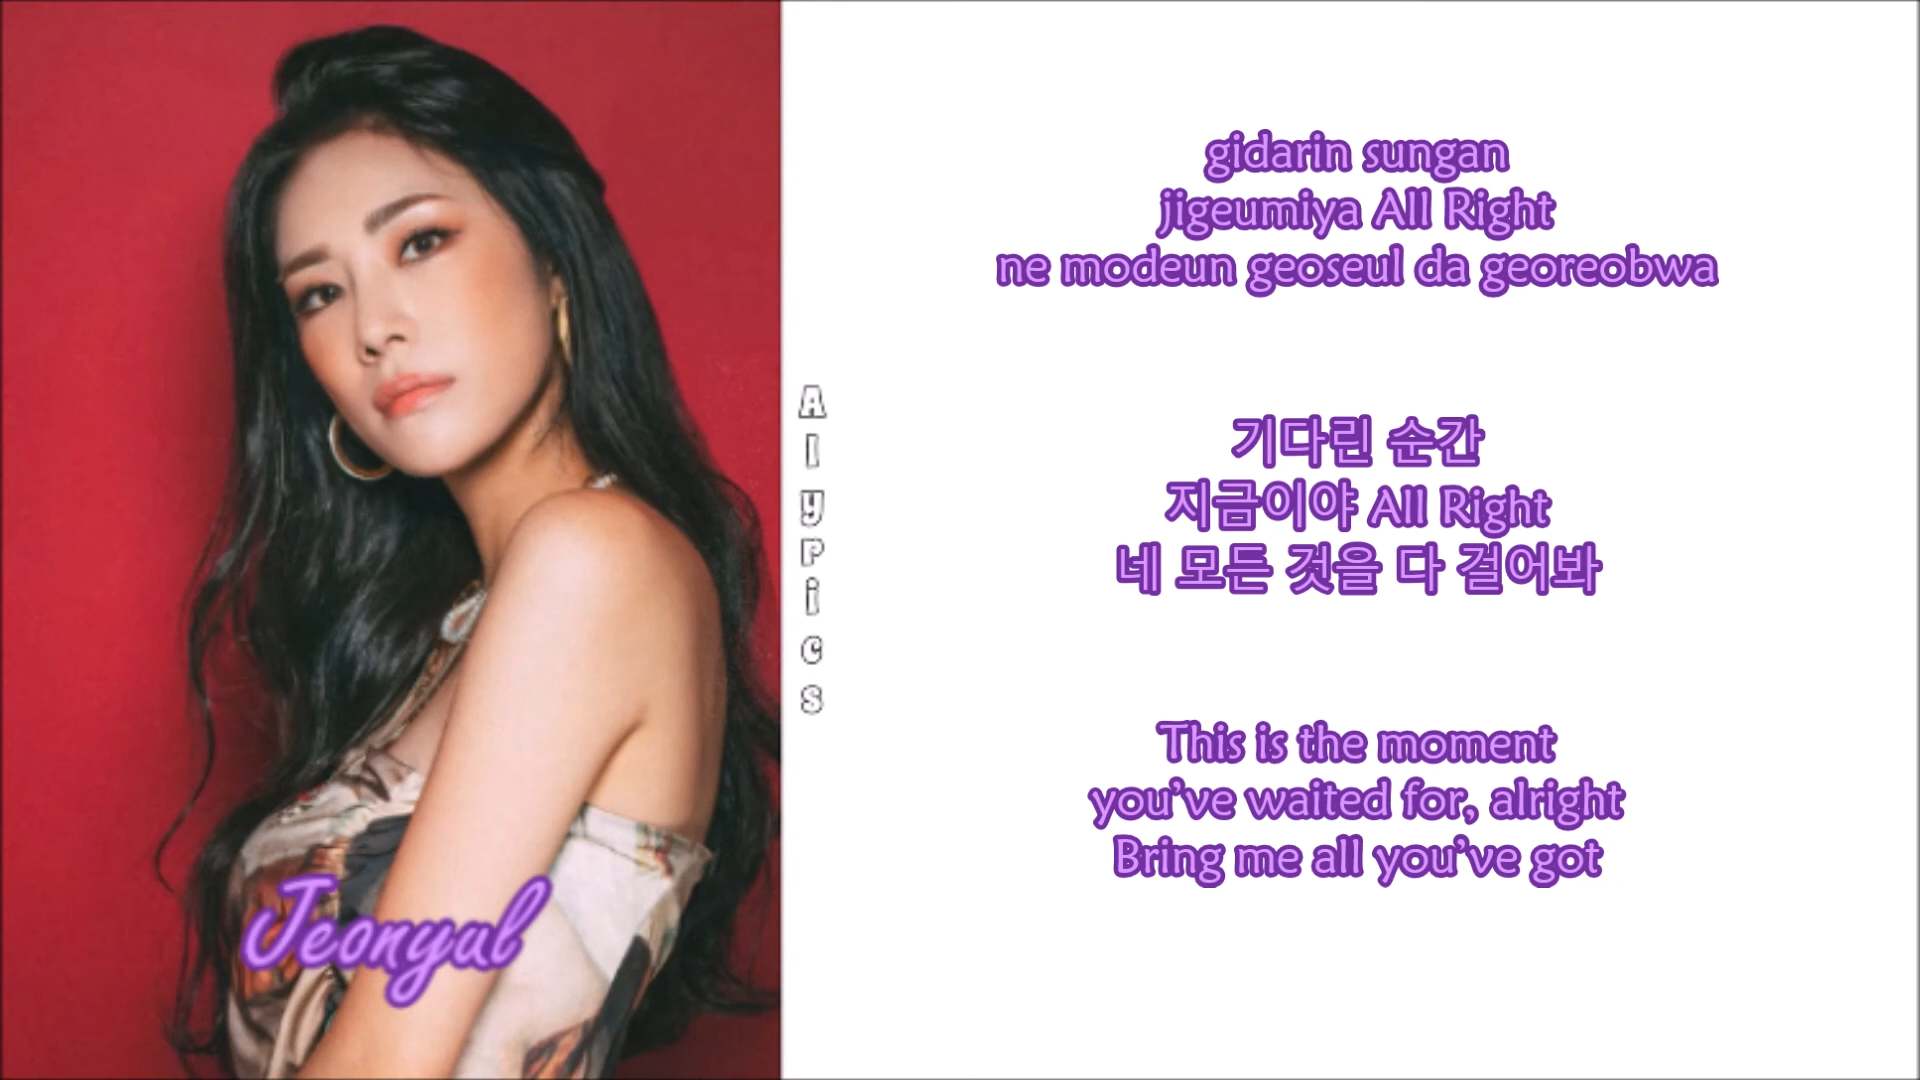 gidarin sungan
jigeumiya All Right
ne modeun geoseul da georeobwa
기다린 순간
지금이야 All Right
네 모든 것을 다 걸어봐
This is the moment
you've waited for, alright
Bring me all you've got
AlyPics
Jeonyul